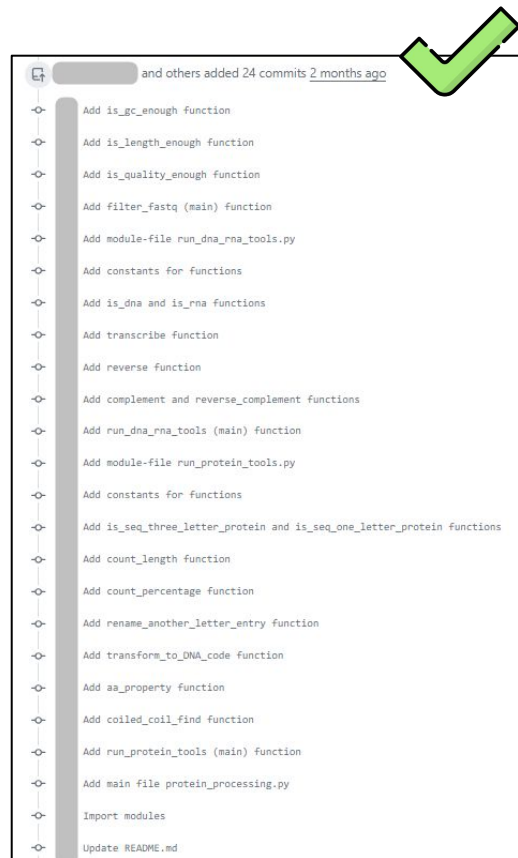 and others added 24 commits 2 months ago
Add is_gc_enough function
Add is_length_enough function
Add is_quality_enough function
Add filter_fastq (main) function
Add module-file run_dna_rna_tools.py
Add constants for functions
Add is_dna and is_rna functions
Add transcribe function
Add reverse function
Add complement and reverse_complement functions
Add run_dna_rna_tools (main) function
Add module-file run_protein_tools.py
Add constants for functions
Add is_seq_three_letter_protein and is_seq_one_letter_protein functions
Add count_length function
Add count_percentage function
Add rename_another_letter_entry function
Add transform_to_DNA_code function
Add aa_property function
Add coiled_coil_find function
Add run_protein_tools (main) function
Add main file protein_processing.py
Import modules
Update README.md